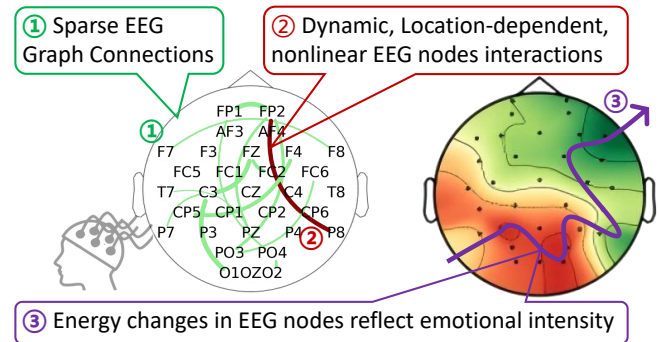 ① Sparse EEG
Graph Connections
② Dynamic, Location-dependent,
nonlinear EEG nodes interactions
①
③
FP1 FP2
AF3 AF4
F7 F3 FZ F4 F8
FC5 FC1 FC2 FC6
T7 C3 CZ C4 T8
CP5 CP1 CP2 CP6
P7 P3 PZ P4 P8
②
PO3 PO4
O1OZO2
③ Energy changes in EEG nodes reflect emotional intensity